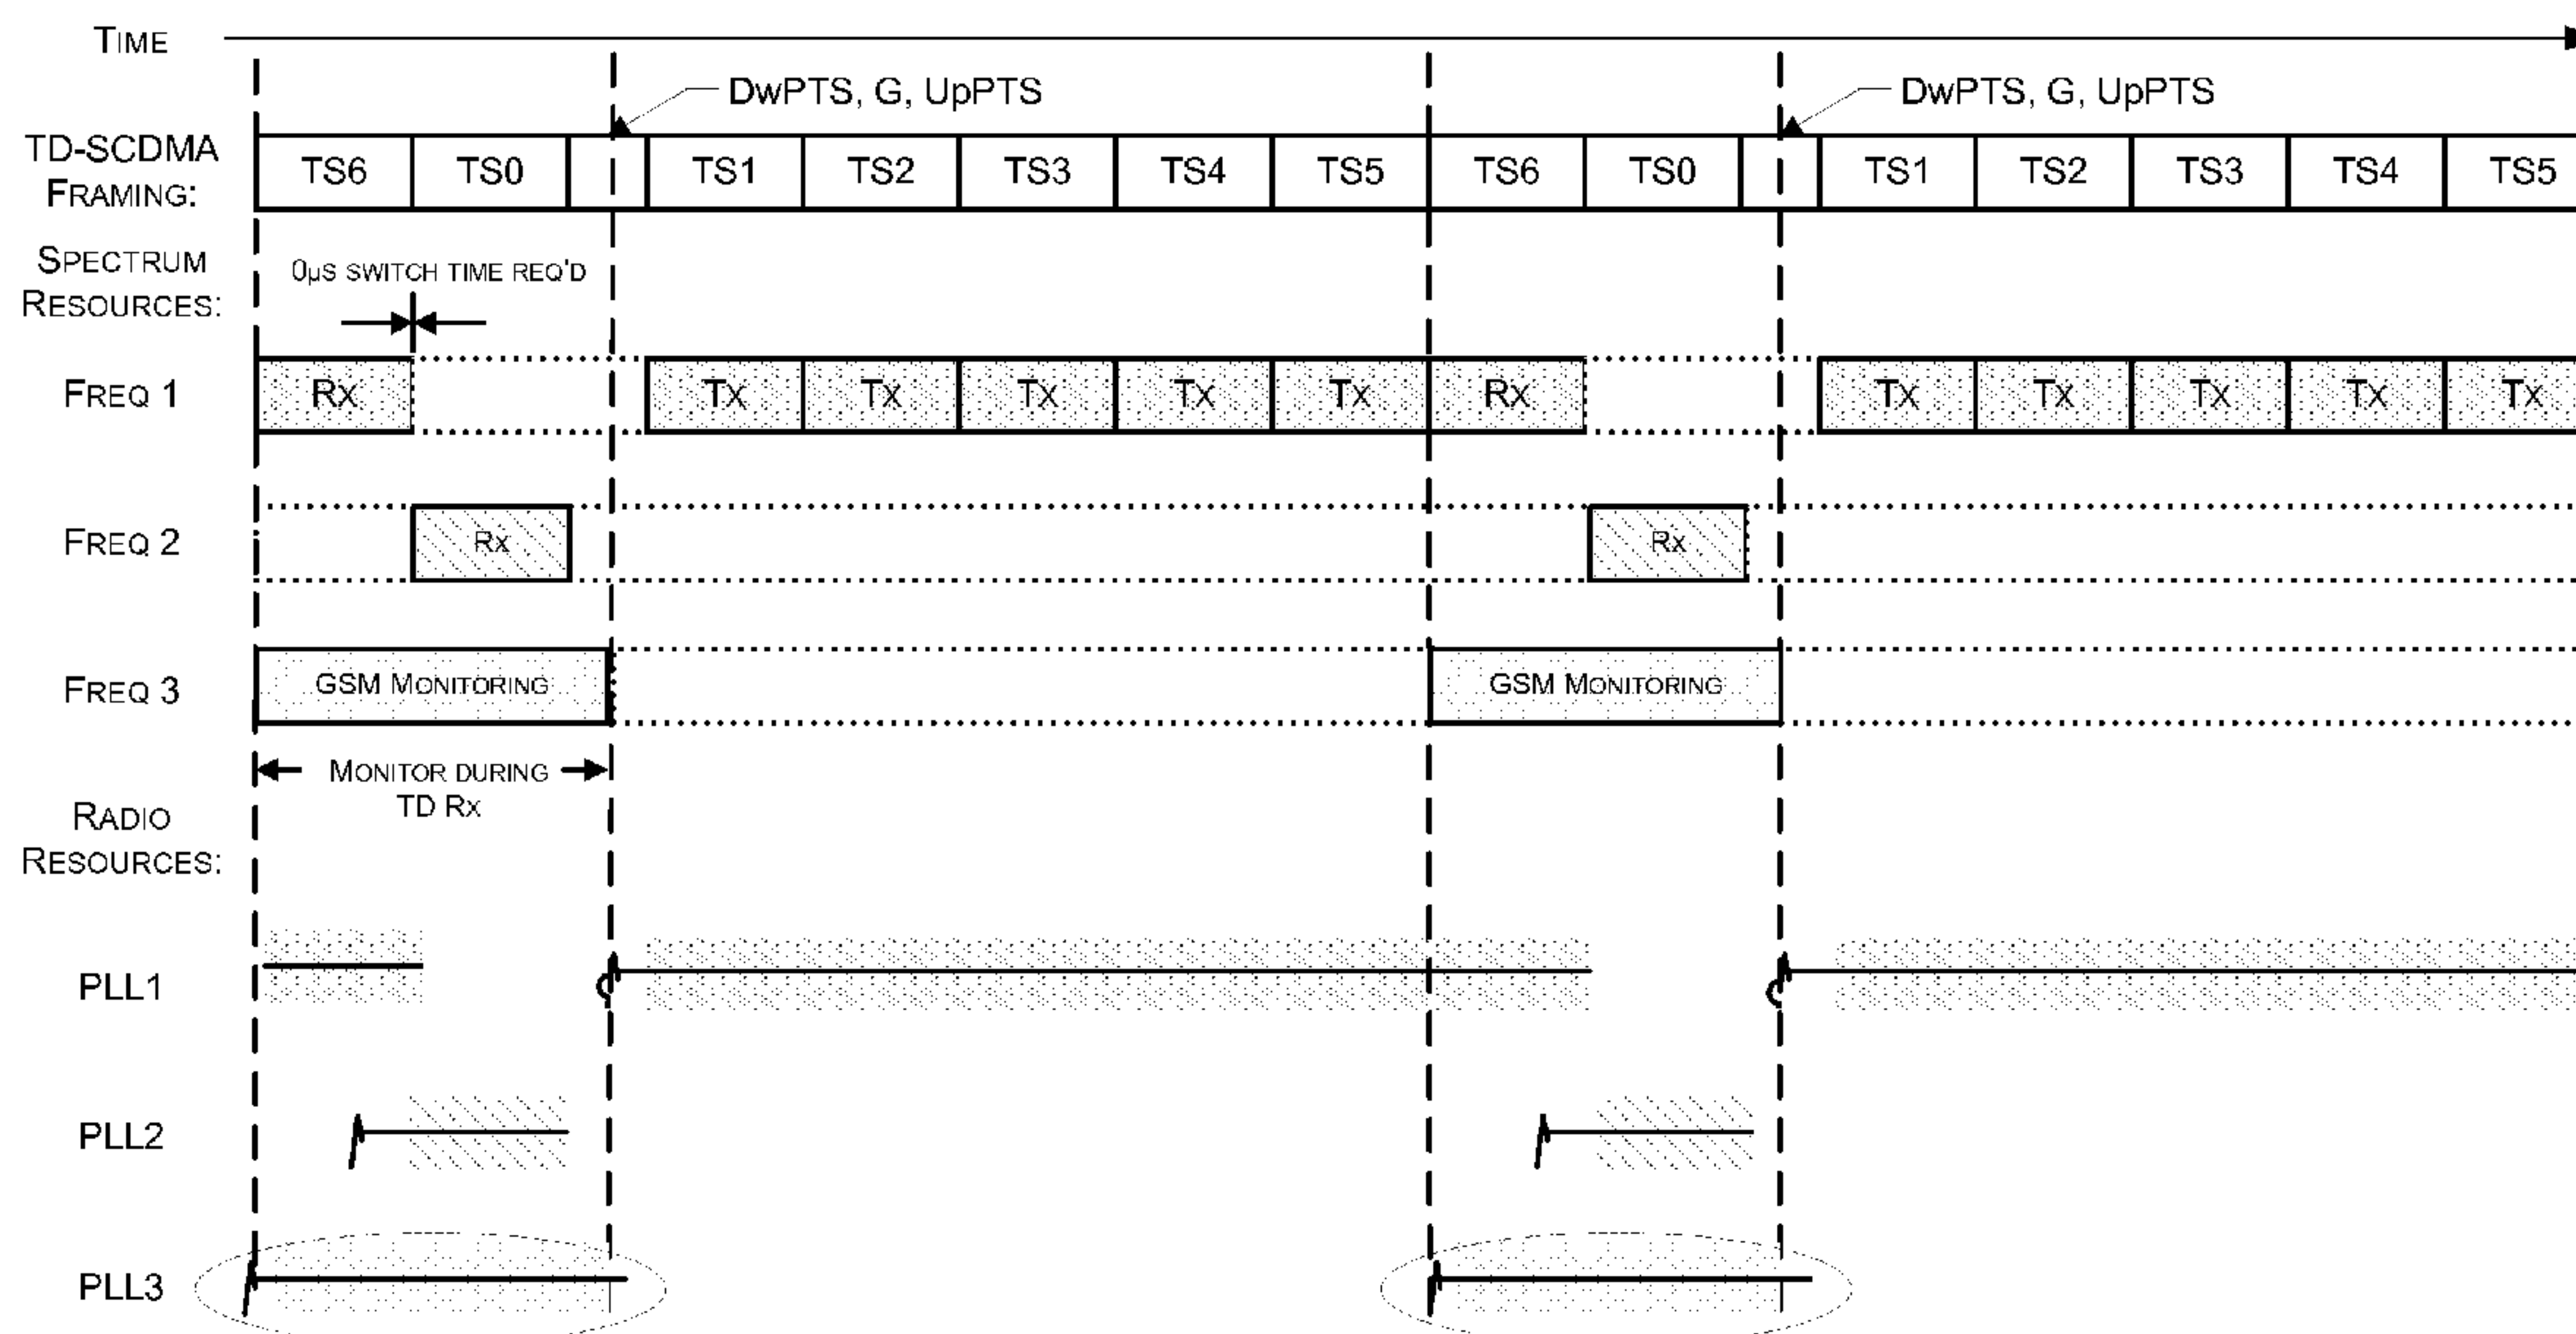 TIME
DwPTS, G, UpPTS DwPTS, G, UpPTS
TD-SCDMA
FRAMING:
TS6 TS0 TS1 TS2 TS3 TS4 TS5 TS6 TS0 TS1 TS2 TS3 TS4 TS5
SPECTRUM
RESOURCES:
0µS SWITCH TIME REQ'D
FREQ 1 RX TX TX TX TX TX RX TX TX TX TX TX
FREQ 2 RX RX
FREQ 3 GSM MONITORING GSM MONITORING
MONITOR DURING
TD RX
RADIO
RESOURCES:
PLL1
PLL2
PLL3